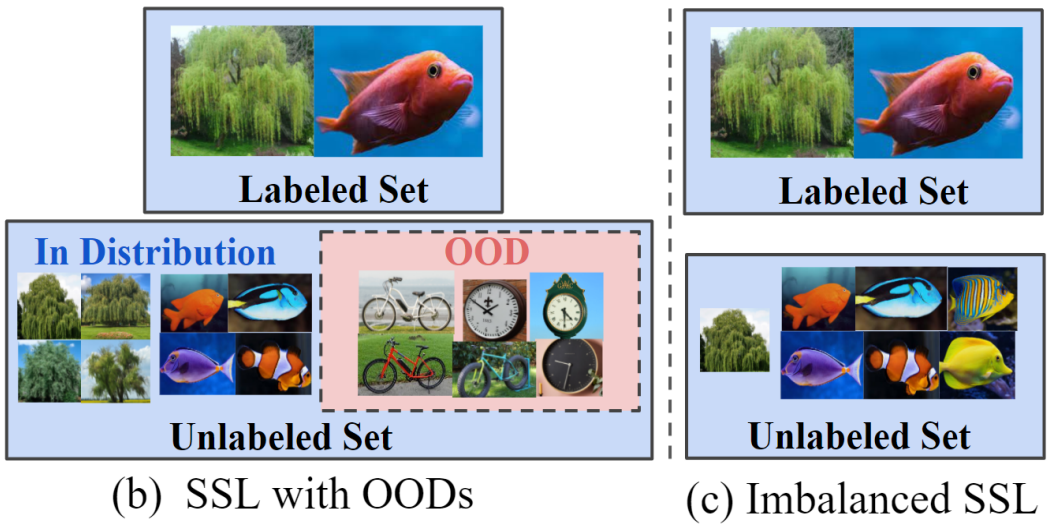 Labeled Set
In Distribution
OOD
Unlabeled Set
(b) SSL with OODs
Labeled Set
Unlabeled Set
(c) Imbalanced SSL